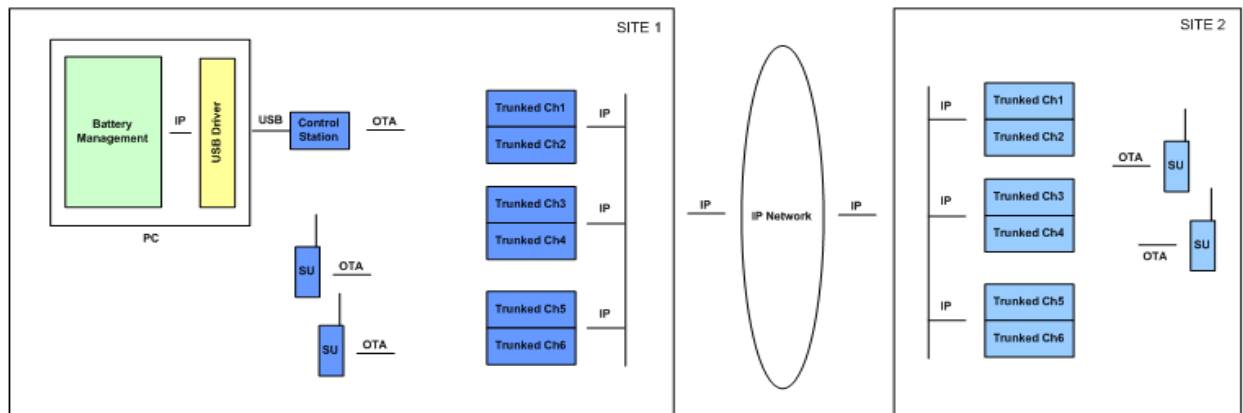 SITE 1
Battery
Management
IP
USB Driver
USB
Control
Station
OTA
PC
SU
OTA
SU
OTA
Trunked Ch1
Trunked Ch2
IP
Trunked Ch3
Trunked Ch4
IP
Trunked Ch5
Trunked Ch6
IP
IP
IP Network
IP
SITE 2
IP
Trunked Ch1
Trunked Ch2
IP
Trunked Ch3
Trunked Ch4
IP
Trunked Ch5
Trunked Ch6
OTA
SU
OTA
SU